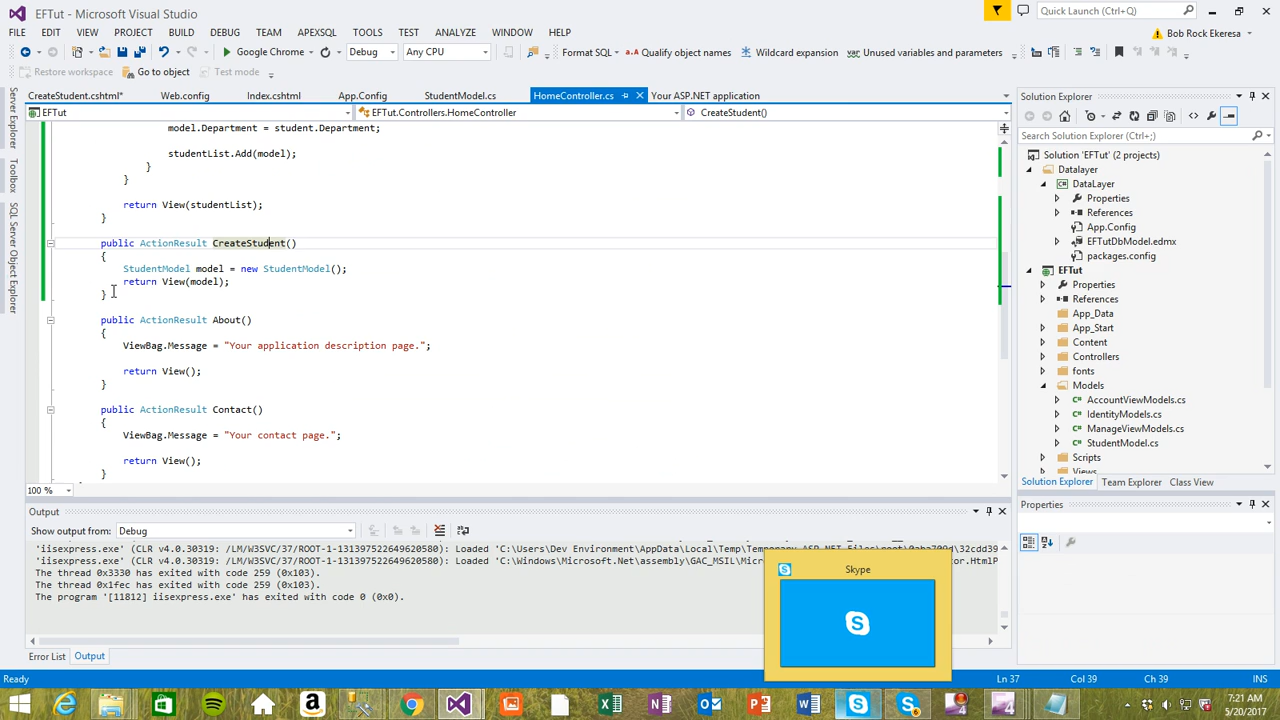 EFTut - Microsoft Visual Studio
Quick Launch (Ctrl+Q)
FILE EDIT VIEW PROJECT BUILD DEBUG TEAM APEXSQL TOOLS TEST ANALYZE WINDOW HELP
Bob Rock Ekeresa
Google Chrome Debug Any CPU Format SQL Qualify object names Wildcard expansion Unused variables and parameters
Restore workspace Go to object Test mode
CreateStudent.cshtml* Web.config Index.cshtml App.Config StudentModel.cs HomeController.cs Your ASP.NET application
EFTut EFTut.Controllers.HomeController CreateStudent()
Server Explorer
Toolbox
SQL Server Object Explorer
model.Department = student.Department;
studentList.Add(model);
}
}
return View(studentList);
}
public ActionResult CreateStudent()
{
StudentModel model = new StudentModel();
return View(model);
}
public ActionResult About()
{
ViewBag.Message = "Your application description page.";
return View();
}
public ActionResult Contact()
{
ViewBag.Message = "Your contact page.";
return View();
}
100 %
Solution Explorer
Search Solution Explorer (Ctrl+;)
Solution 'EFTut' (2 projects)
Datalayer
DataLayer
Properties
References
App.Config
EFTutDbModel.edmx
packages.config
EFTut
Properties
References
App_Data
App_Start
Content
Controllers
fonts
Models
AccountViewModels.cs
IdentityModels.cs
ManageViewModels.cs
StudentModel.cs
Scripts
Views
Solution Explorer Team Explorer Class View
Properties
Output
Show output from: Debug
'iisexpress.exe' (CLR v4.0.30319: /LM/W3SVC/37/ROOT-1-131397522649620580): Loaded 'C:\Users\Dev Environment\AppData\Local\Temp\Temporary ASP.NET Files\root\
'iisexpress.exe' (CLR v4.0.30319: /LM/W3SVC/37/ROOT-1-131397522649620580): Loaded 'C:\Windows\Microsoft.Net\assembly\GAC_MSIL\Mic
The thread 0x3330 has exited with code 259 (0x103).
The thread 0x1fec has exited with code 259 (0x103).
The program '[11812] iisexpress.exe' has exited with code 0 (0x0).
Skype
Error List Output
Ready Ln 37 Col 39 Ch 39 INS
7:21 AM
5/20/2017